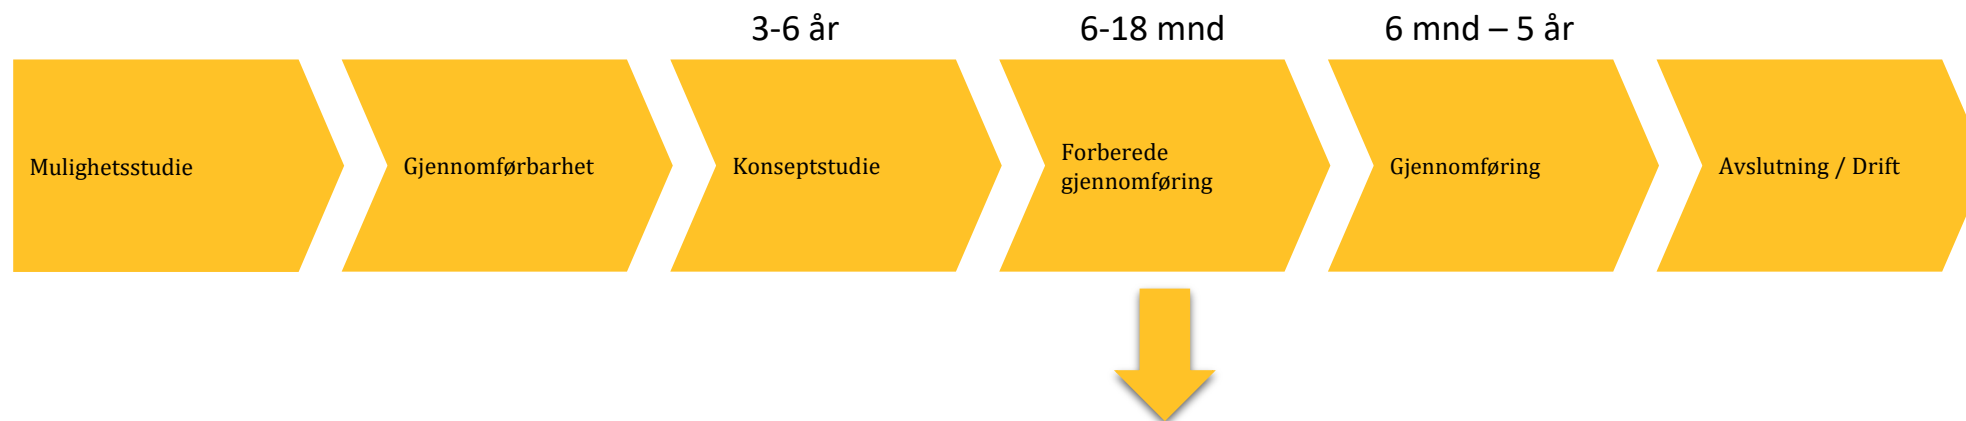 3-6 år
6-18 mnd
6 mnd – 5 år
Mulighetsstudie
Gjennomførbarhet
Konseptstudie
Forberede
gjennomføring
Gjennomføring
Avslutning / Drift